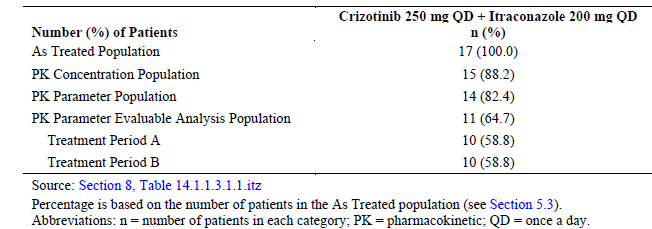 Crizotinib 250 mg QD + Itraconazole 200 mg QD
Number (%) of Patients n (%)
As Treated Population 17 (100.0)
PK Concentration Population 15 (88.2)
PK Parameter Population 14 (82.4)
PK Parameter Evaluable Analysis Population 11 (64.7)
Treatment Period A 10 (58.8)
Treatment Period B 10 (58.8)
Source: Section 8, Table 14.1.1.3.1.1.itz
Percentage is based on the number of patients in the As Treated population (see Section 5.3).
Abbreviations: n = number of patients in each category; PK = pharmacokinetic; QD = once a day.